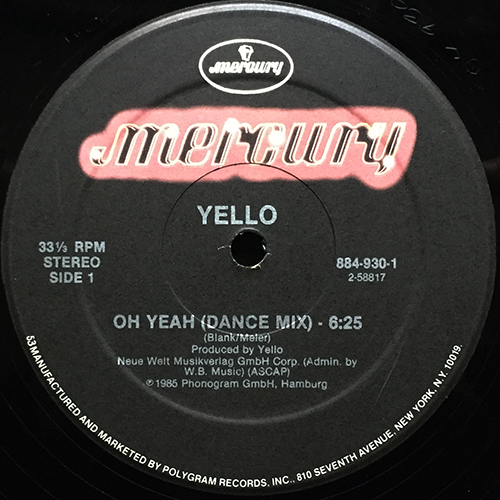 mercury
mercury
YELLO
33⅓ RPM
STEREO
SIDE 1
884-930-1
2-58817
OH YEAH (DANCE MIX) - 6:25
(Blank/Meier)
Produced by Yello
Neue Welt Musikverlag GmbH Corp. (Admin. by
W.B. Music) (ASCAP)
℗1985 Phonogram GmbH, Hamburg
53 MANUFACTURED AND MARKETED BY POLYGRAM RECORDS, INC., 810 SEVENTH AVENUE, NEW YORK, N.Y. 10019.